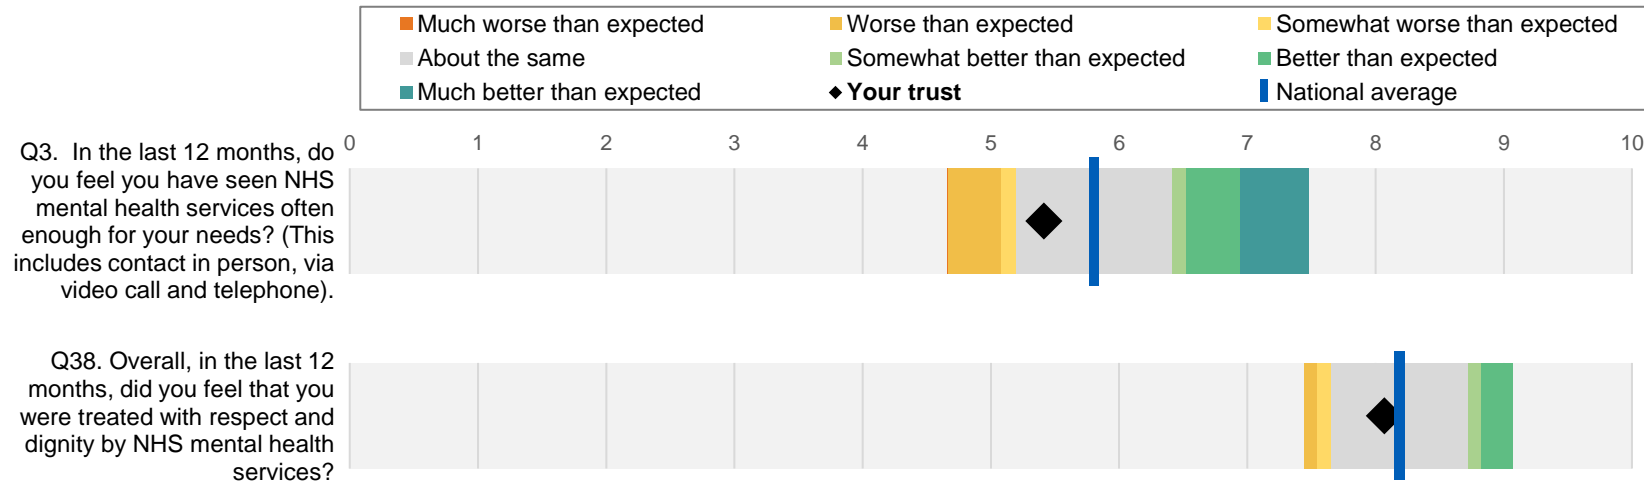 Much worse than expected
Worse than expected
Somewhat worse than expected
About the same
Somewhat better than expected
Better than expected
Much better than expected
Your trust
National average
0 1 2 3 4 5 6 7 8 9 10
Q3.  In the last 12 months, do
you feel you have seen NHS
mental health services often
enough for your needs? (This
includes contact in person, via
video call and telephone).
Q38. Overall, in the last 12
months, did you feel that you
were treated with respect and
dignity by NHS mental health
services?